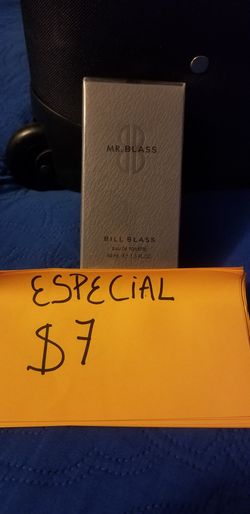 MR. BLASS
BILL BLASS
EAU DE TOILETTE
ESPECIAL
$7